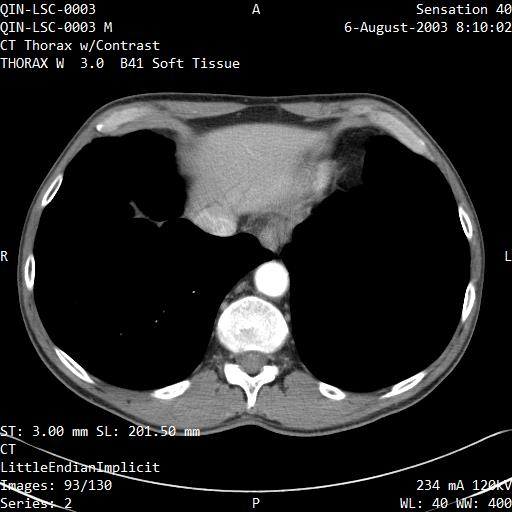 QIN-LSC-0003 A Sensation 40
QIN-LSC-0003 M 6-August-2003 8:10:02
CT Thorax w/Contrast
THORAX W 3.0 B41 Soft Tissue
R L
ST: 3.00 mm SL: 201.50 mm
CT
LittleEndianImplicit
Images: 93/130 234 mA 120kV
Series: 2 P WL: 40 WW: 400